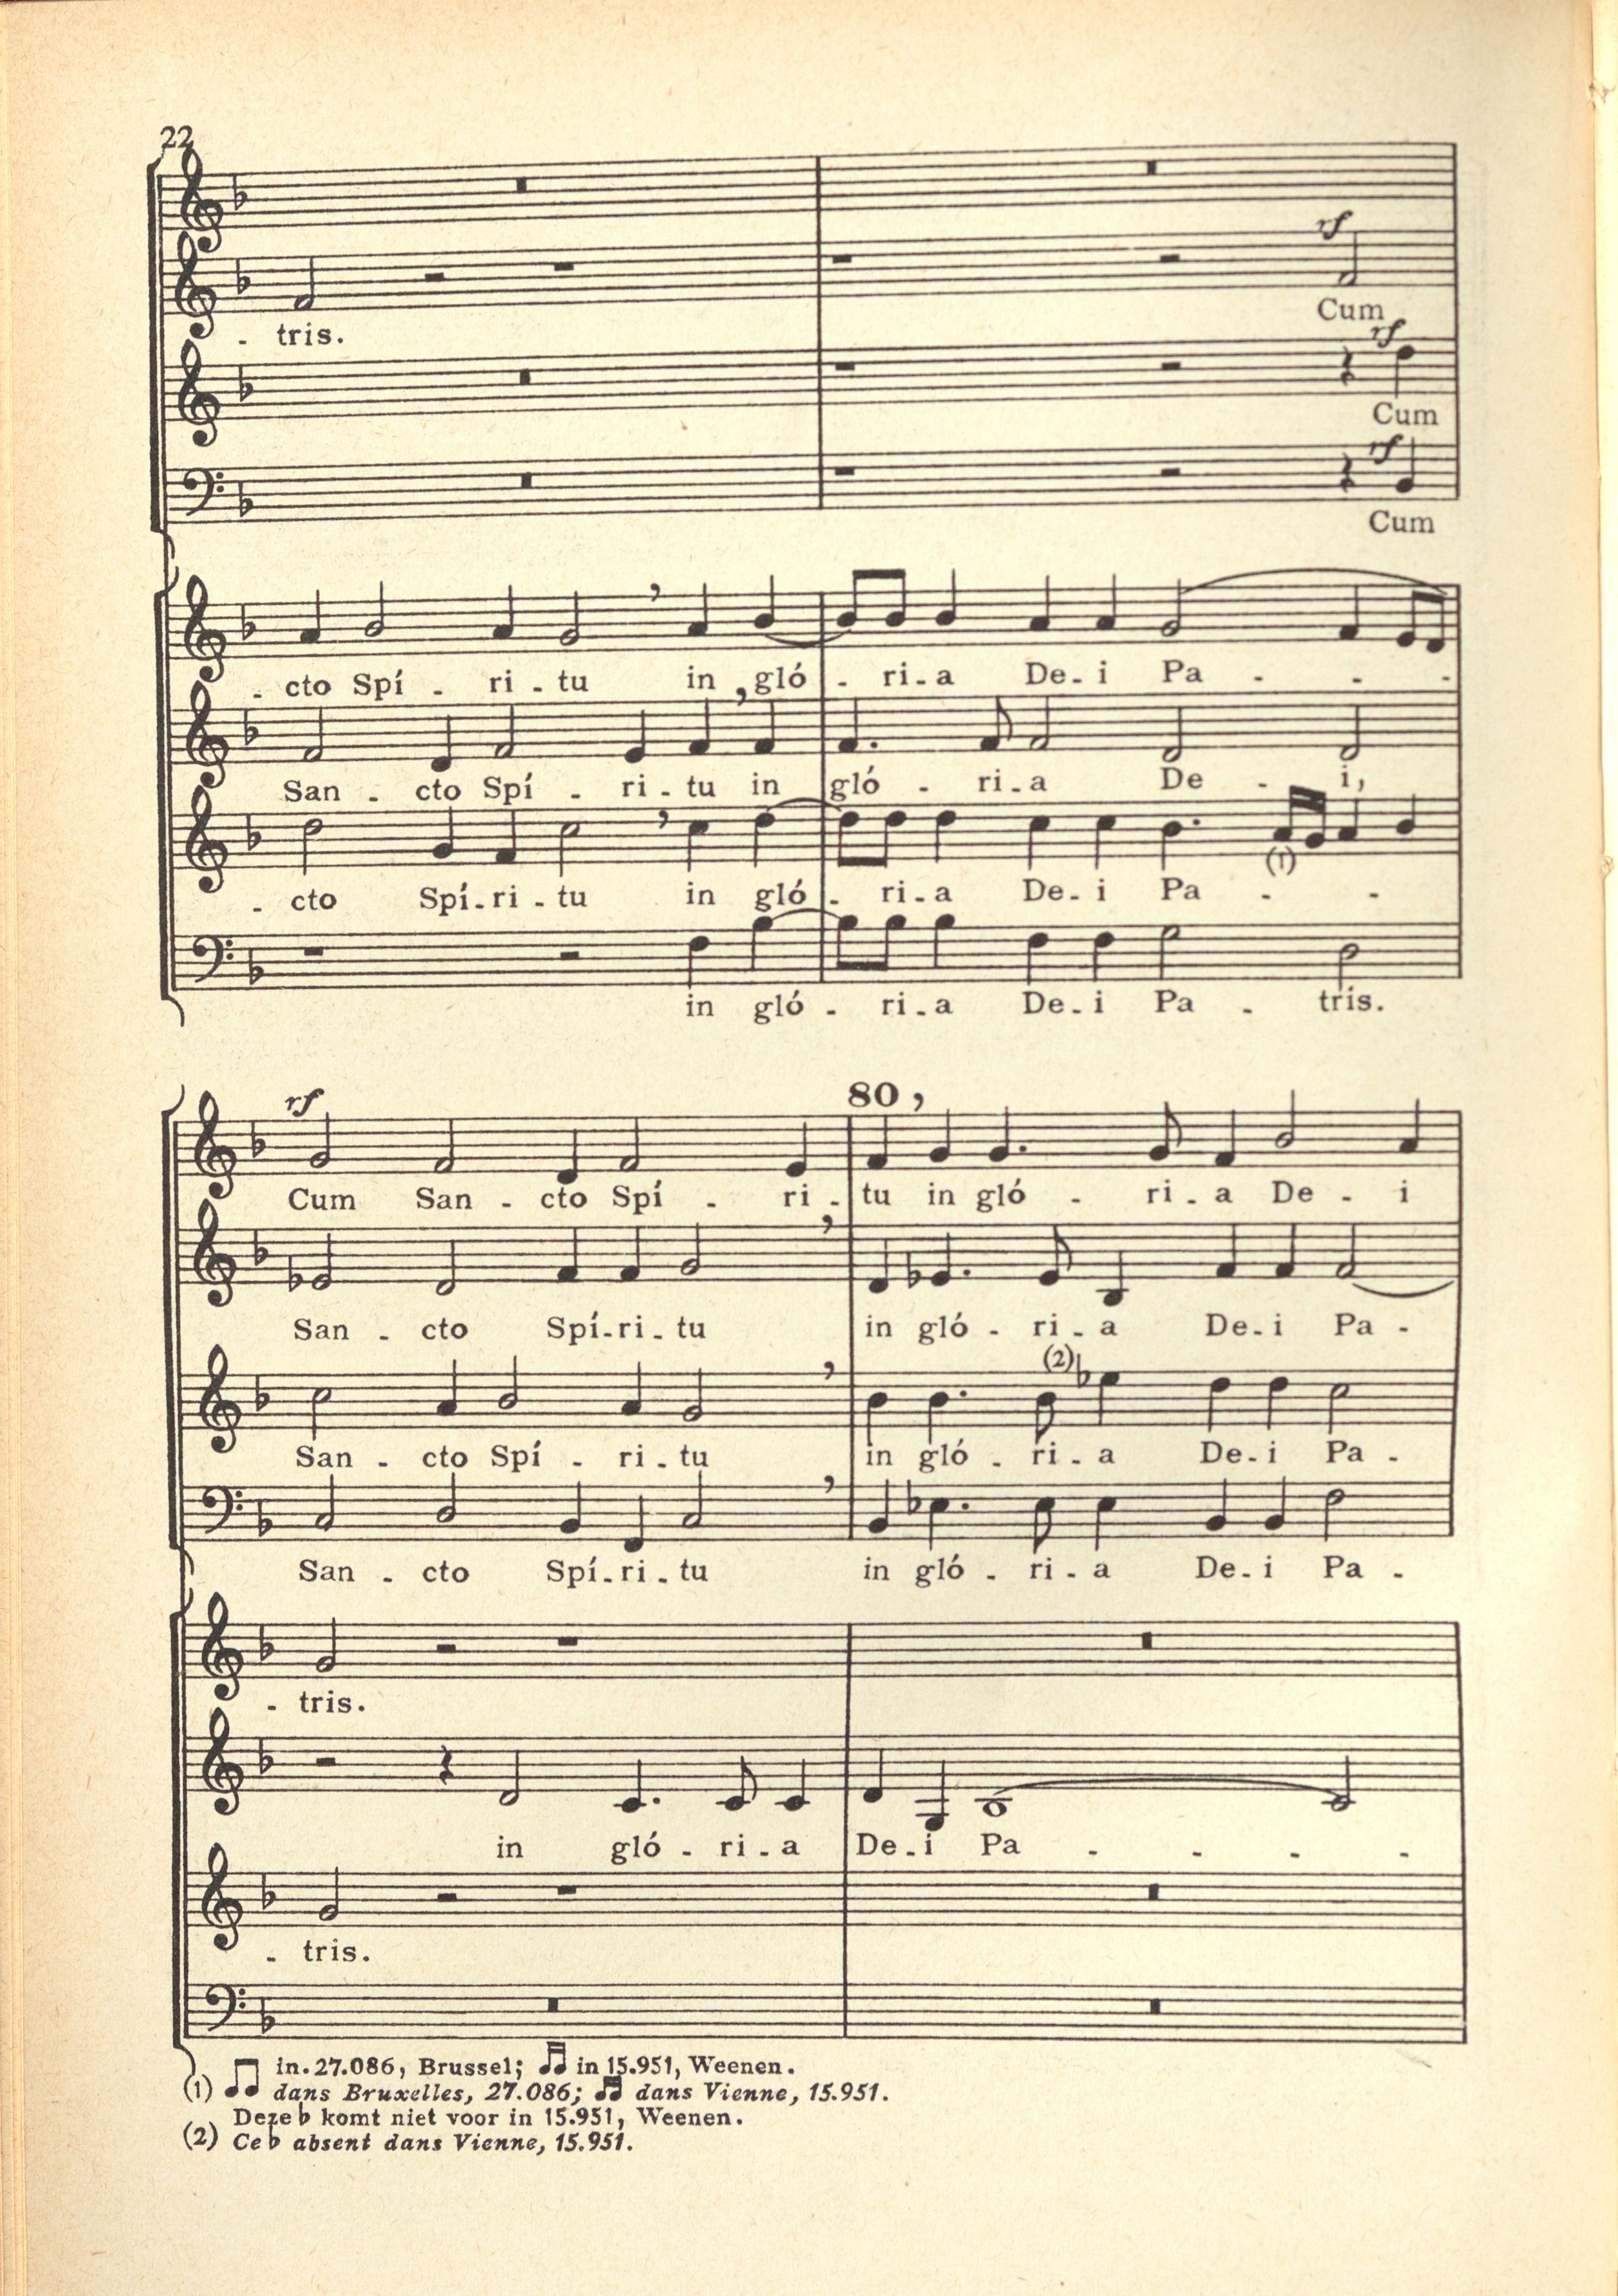 22
rf
- tris. Cum
rf
Cum
rf
Cum
- cto Spí - ri - tu in gló - ri - a De - i Pa - - -
San - cto Spí - ri - tu in gló - ri - a De - i,
(1)
- cto Spí - ri - tu in gló - ri - a De - i Pa - -
in gló - ri - a De - i Pa - tris.
rf 80
Cum San - cto Spí - ri - tu in gló - ri - a De - i
San - cto Spí - ri - tu in gló - ri - a De - i Pa -
(2)
San - cto Spí - ri - tu in gló - ri - a De - i Pa -
San - cto Spí - ri - tu in gló - ri - a De - i Pa -
- tris.
in gló - ri - a De - i Pa - - - -
- tris.
(1) ♫ in. 27.086, Brussel; ♬ in 15.951, Weenen.
♫ dans Bruxelles, 27.086; ♬ dans Vienne, 15.951.
(2) Deze ♭ komt niet voor in 15.951, Weenen.
Ce ♭ absent dans Vienne, 15.951.